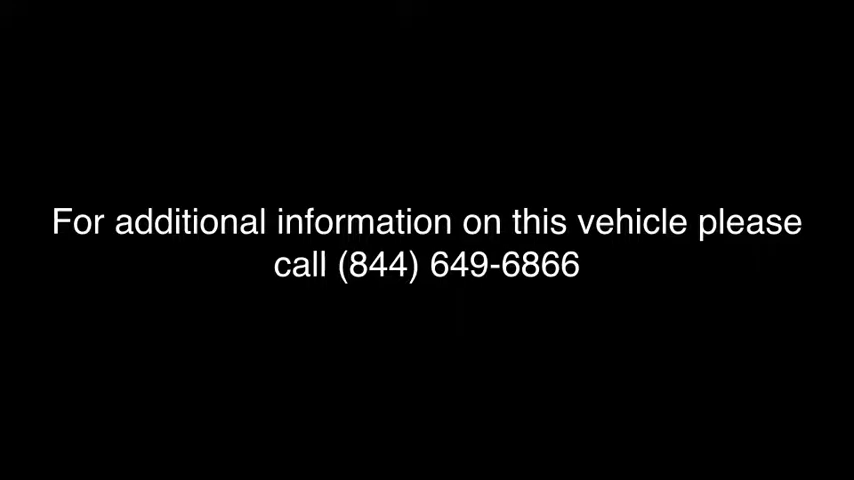 For additional information on this vehicle please
call (844) 649-6866